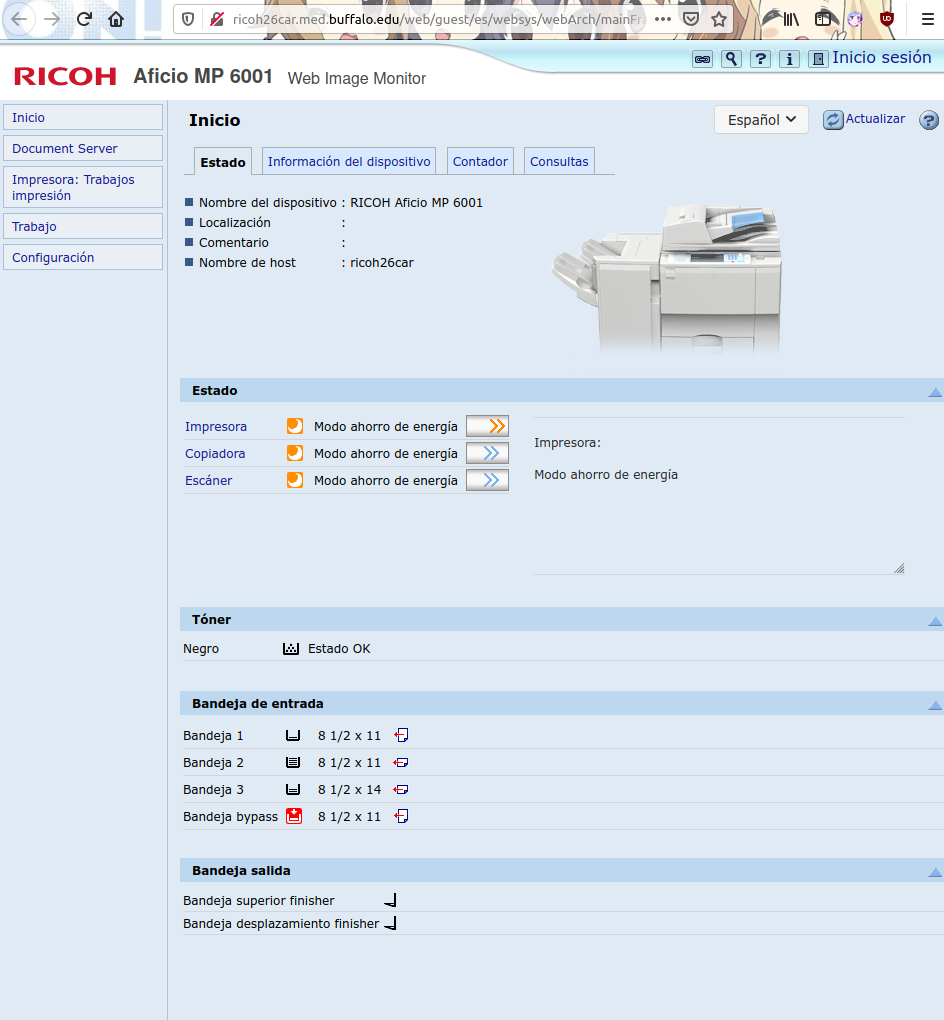 ricoh26car.med.buffalo.edu/web/guest/es/websys/webArch/mainFra
RICOH Aficio MP 6001 Web Image Monitor
Inicio sesión
Inicio
Document Server
Impresora: Trabajos
impresión
Trabajo
Configuración
Inicio
Español
Actualizar
Estado Información del dispositivo Contador Consultas
Nombre del dispositivo : RICOH Aficio MP 6001
Localización :
Comentario :
Nombre de host : ricoh26car
Estado
Impresora Modo ahorro de energía
Copiadora Modo ahorro de energía
Escáner Modo ahorro de energía
Impresora:
Modo ahorro de energía
Tóner
Negro Estado OK
Bandeja de entrada
Bandeja 1 8 1/2 x 11
Bandeja 2 8 1/2 x 11
Bandeja 3 8 1/2 x 14
Bandeja bypass 8 1/2 x 11
Bandeja salida
Bandeja superior finisher
Bandeja desplazamiento finisher